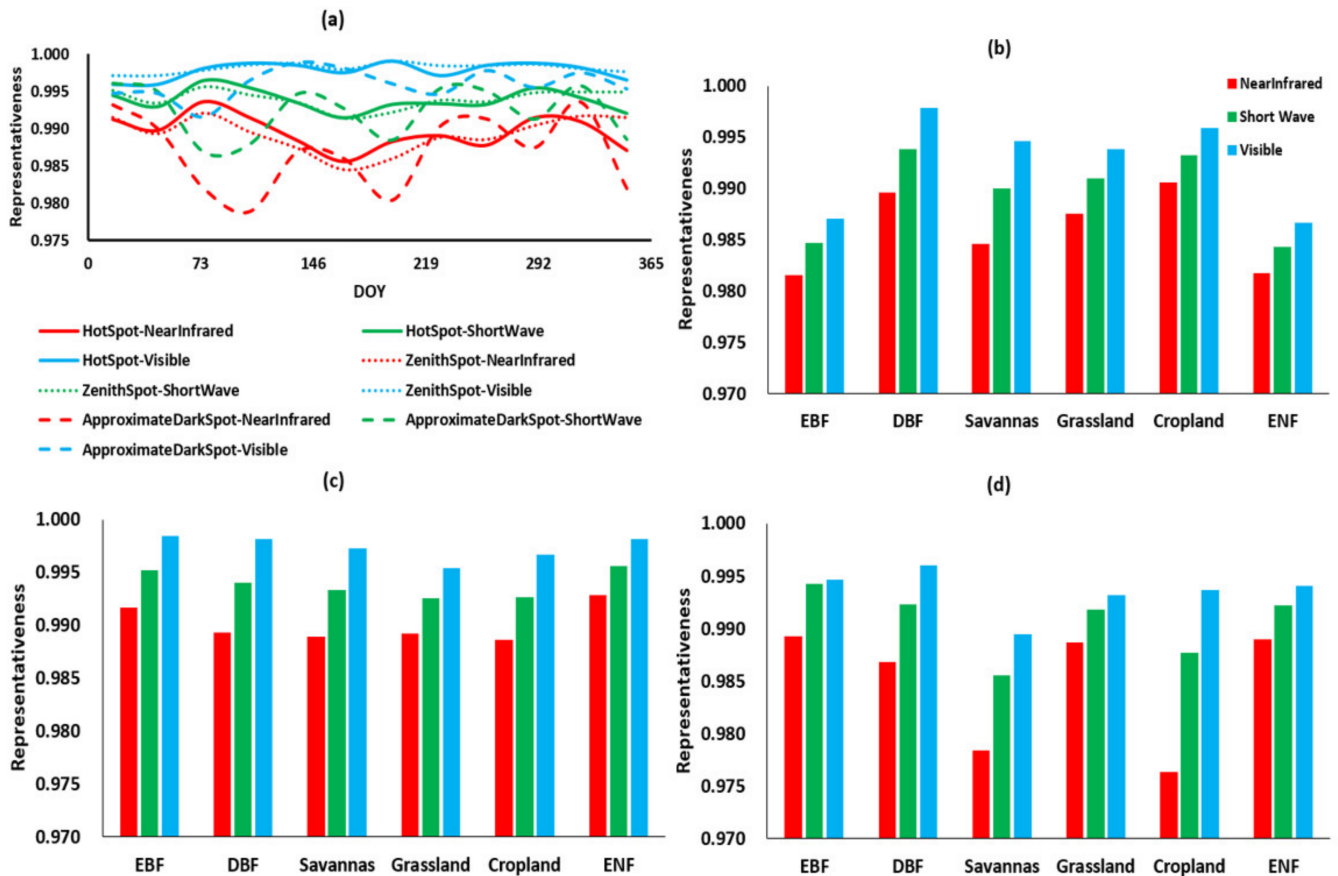 (a)
Representativeness
1.000
0.995
0.990
0.985
0.980
0.975
0 73 146 219 292 365
DOY
HotSpot-NearInfrared
HotSpot-ShortWave
HotSpot-Visible
ZenithSpot-NearInfrared
ZenithSpot-ShortWave
ZenithSpot-Visible
ApproximateDarkSpot-NearInfrared
ApproximateDarkSpot-ShortWave
ApproximateDarkSpot-Visible
(b)
Representativeness
1.000
0.995
0.990
0.985
0.980
0.975
0.970
EBF DBF Savannas Grassland Cropland ENF
NearInfrared
Short Wave
Visible
(c)
Representativeness
1.000
0.995
0.990
0.985
0.980
0.975
0.970
EBF DBF Savannas Grassland Cropland ENF
(d)
Representativeness
1.000
0.995
0.990
0.985
0.980
0.975
0.970
EBF DBF Savannas Grassland Cropland ENF